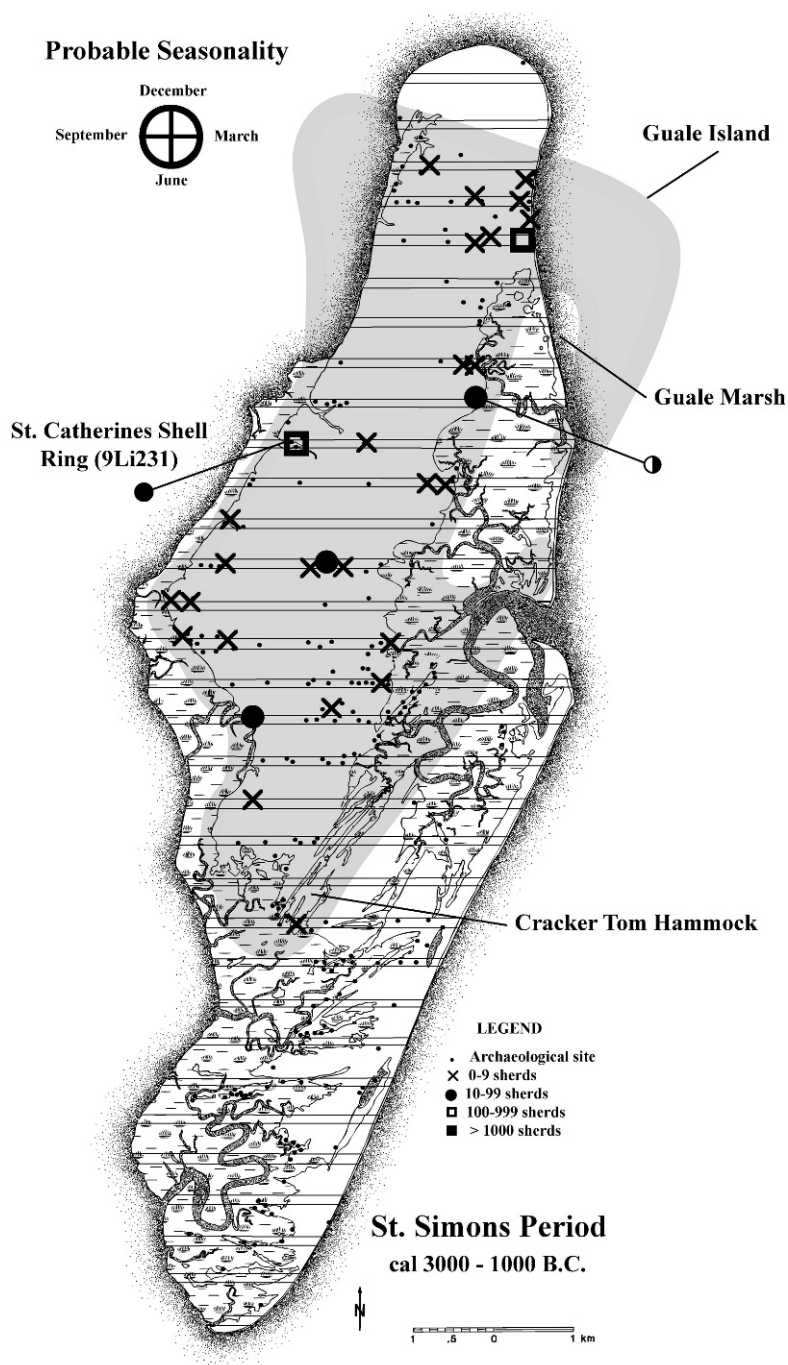 Probable Seasonality
December
September
March
June
Guale Island
Guale Marsh
St. Catherines Shell
Ring (9Li231)
Cracker Tom Hammock
LEGEND
Archaeological site
0-9 sherds
10-99 sherds
100-999 sherds
> 1000 sherds
St. Simons Period
cal 3000 - 1000 B.C.
N
1 .5 0 1 km